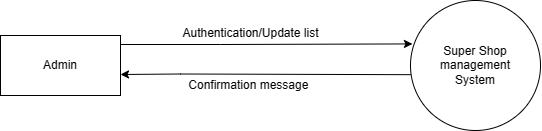 Authentication/Update list
Admin
Super Shop
management
System
Confirmation message